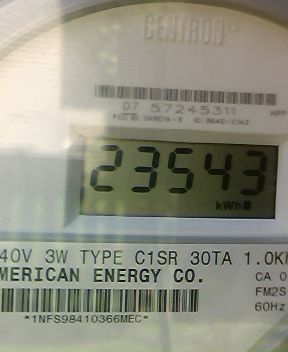 CENTRON
07 57245311
23543
kWh
40V 3W TYPE C1SR 30TA 1.0K
MERICAN ENERGY CO.
CA 0
FM2S
60Hz
*1NFS98410366MEC*